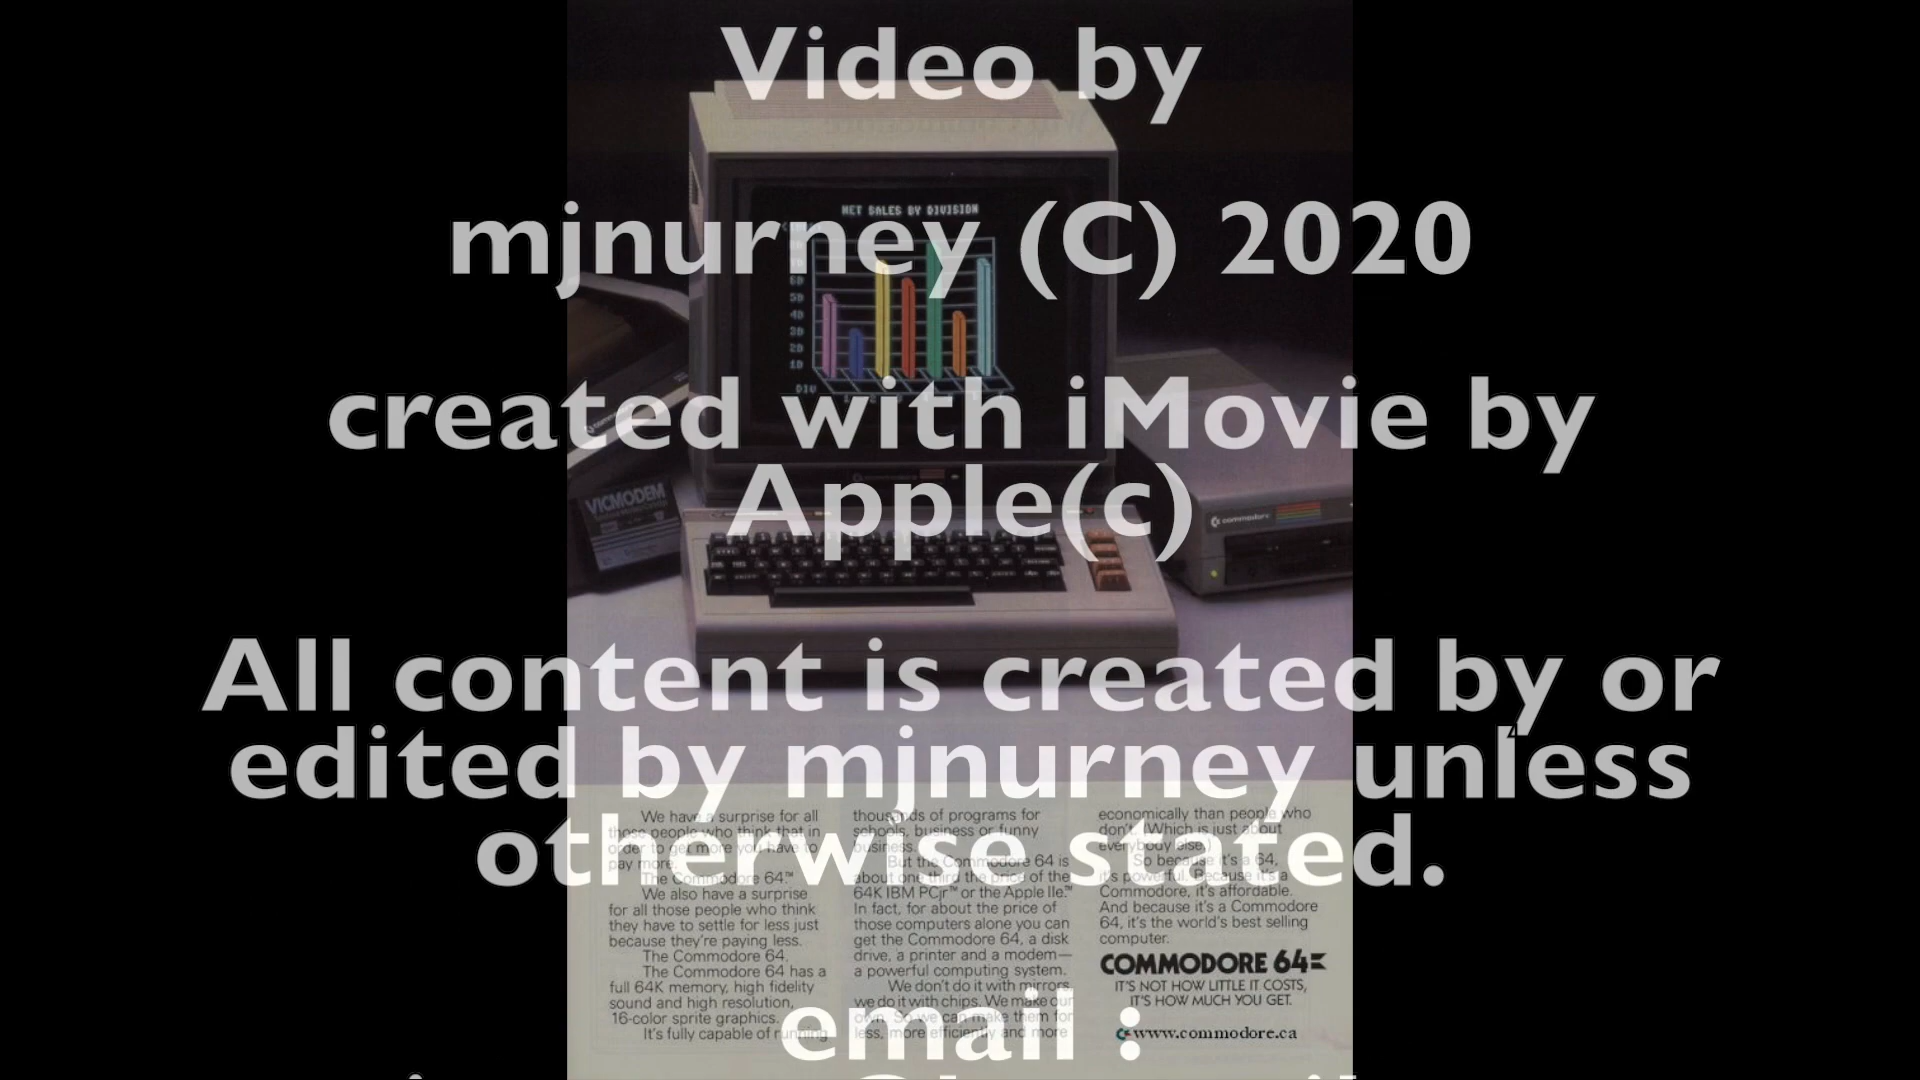 Video by
mjnurney (C) 2020
created with iMovie by
Apple(c)
All content is created by or
edited by mjnurney unless
otherwise stated.
email :
NET SALES BY DIVISION
60
50
40
30
20
10
DIV
VICMODEM
commodore
We have a surprise for all
those people who think that in
order to get more you have to
pay more.
The Commodore 64.™
We also have a surprise
for all those people who think
they have to settle for less just
because they're paying less.
The Commodore 64.
The Commodore 64 has a
full 64K memory, high fidelity
sound and high resolution,
16-color sprite graphics.
It's fully capable of running
thousands of programs for
schools, business or funny
business.
But the Commodore 64 is
about one third the price of the
64K IBM PCjr™ or the Apple IIe.™
In fact, for about the price of
those computers alone you can
get the Commodore 64, a disk
drive, a printer and a modem—
a powerful computing system.
We don't do it with mirrors,
we do it with chips. We make our
own. So we can make them for
less, more efficiently and more
economically than people who
don't. (Which is just about
everybody else.)
So because it's a 64,
it's powerful. Because it's a
Commodore, it's affordable.
And because it's a Commodore
64, it's the world's best selling
computer.
COMMODORE 64
IT'S NOT HOW LITTLE IT COSTS,
IT'S HOW MUCH YOU GET.
www.commodore.ca